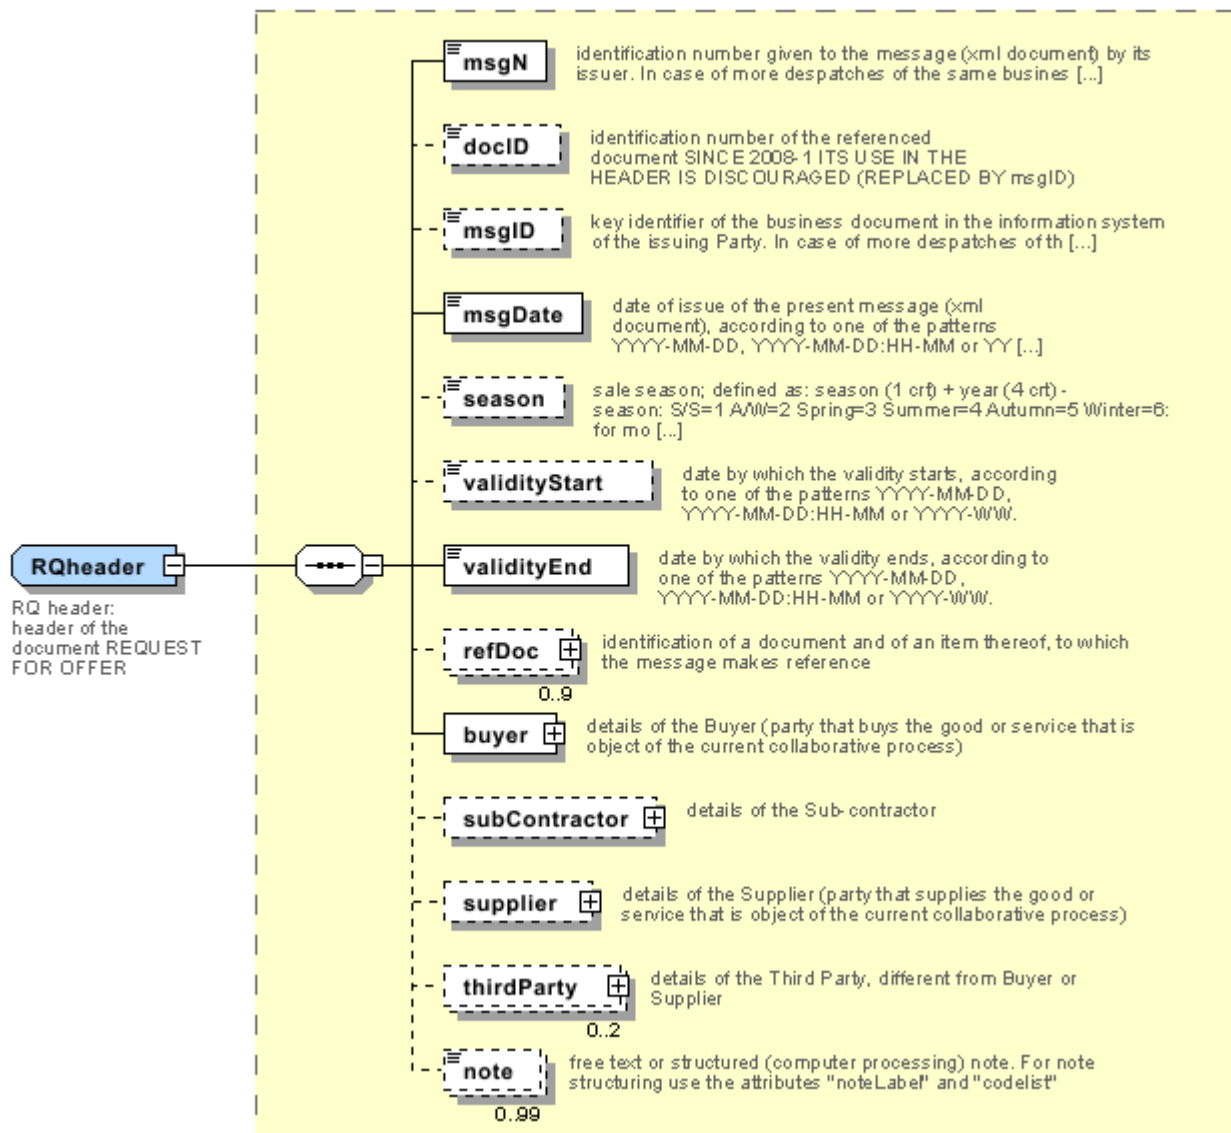 msgN
identification number given to the message (xml document) by its
issuer. In case of more despatches of the same busines [...]
docID
identification number of the referenced
document SINCE 2008-1 ITS USE IN THE
HEADER IS DISCOURAGED (REPLACED BY msgID)
msgID
key identifier of the business document in the information system
of the issuing Party. In case of more despatches of th [...]
msgDate
date of issue of the present message (xml
document), according to one of the patterns
YYYY-MM-DD, YYYY-MM-DD:HH-MM or YY [...]
season
sale season; defined as: season (1 crt) + year (4 crt) -
season: S/S=1 A/W=2 Spring=3 Summer=4 Autumn=5 Winter=6:
for mo [...]
validityStart
date by which the validity starts, according
to one of the patterns YYYY-MM-DD,
YYYY-MM-DD:HH-MM or YYYY-WW.
RQheader
RQ header:
header of the
document REQUEST
FOR OFFER
validityEnd
date by which the validity ends, according to
one of the patterns YYYY-MM-DD,
YYYY-MM-DD:HH-MM or YYYY-WW.
refDoc
0..9
identification of a document and of an item thereof, to which
the message makes reference
buyer
details of the Buyer (party that buys the good or service that is
object of the current collaborative process)
subContractor
details of the Sub-contractor
supplier
details of the Supplier (party that supplies the good or
service that is object of the current collaborative process)
thirdParty
0..2
details of the Third Party, different from Buyer or
Supplier
note
0..99
free text or structured (computer processing) note. For note
structuring use the attributes "noteLabel" and "codelist"